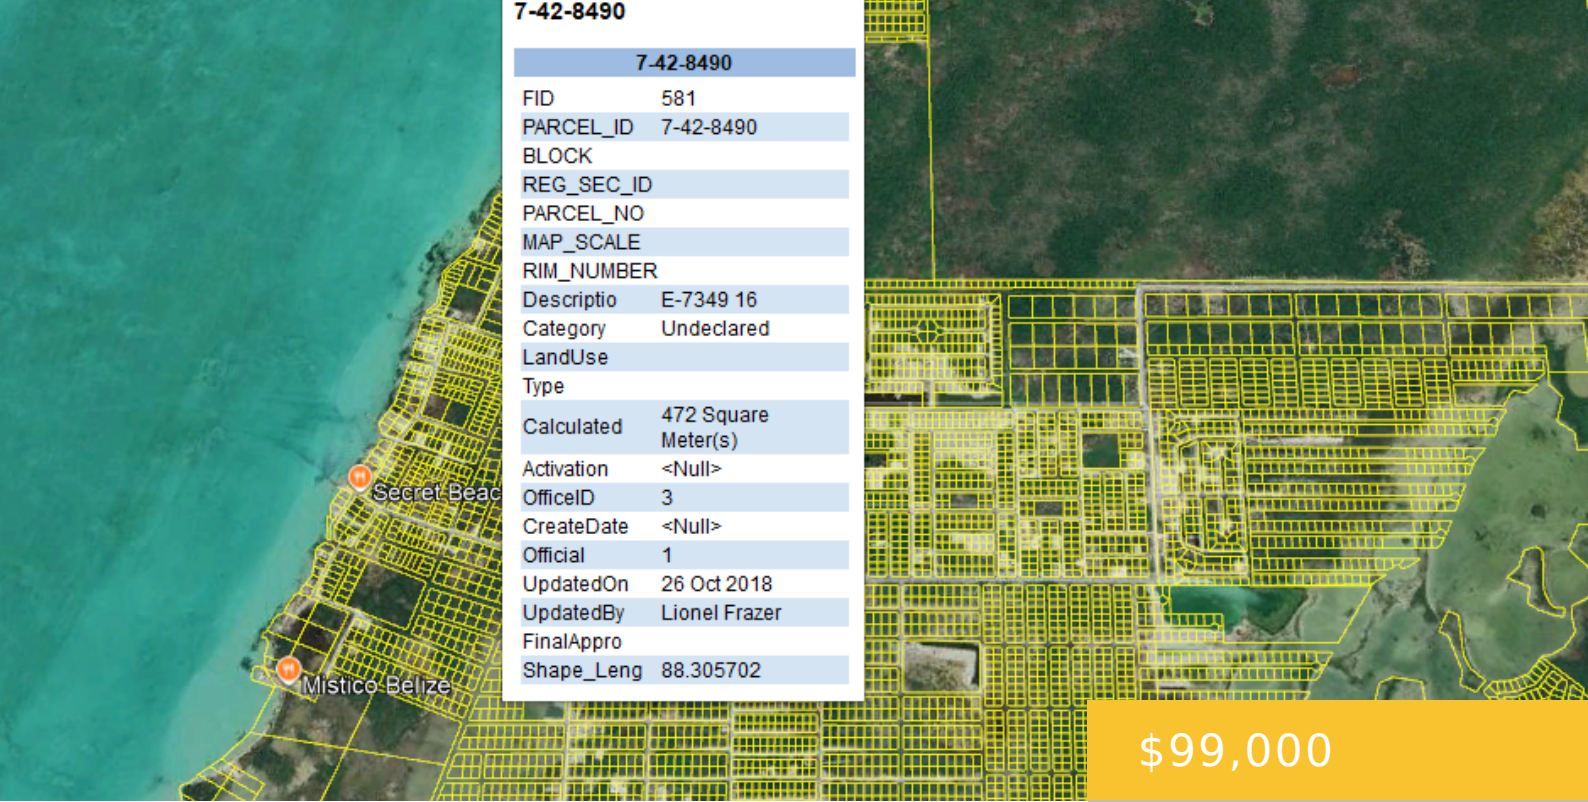 7-42-8490
7-42-8490
FID 581
PARCEL_ID 7-42-8490
BLOCK
REG_SEC_ID
PARCEL_NO
MAP_SCALE
RIM_NUMBER
Descriptio E-7349 16
Category Undeclared
LandUse
Type
Calculated 472 Square
Meter(s)
Activation <Null>
OfficeID 3
CreateDate <Null>
Official 1
UpdatedOn 26 Oct 2018
UpdatedBy Lionel Frazer
FinalAppro
Shape_Leng 88.305702
Secret Beac
Mistico Belize
$99,000